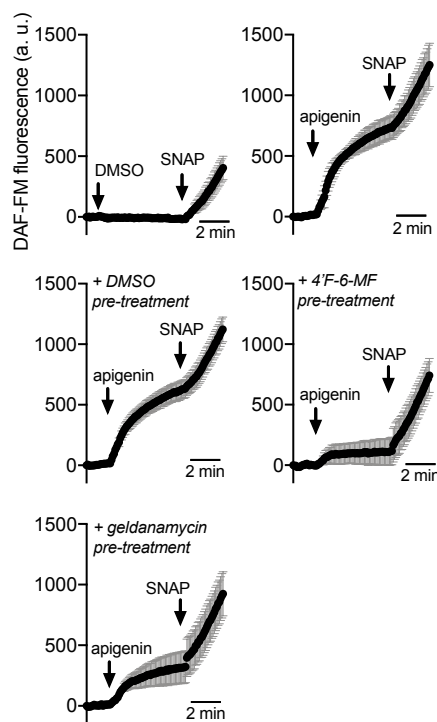 DAF-FM fluorescence (a. u.)
1500
1000
500
0
DMSO
SNAP
2 min
1500
1000
500
0
apigenin
SNAP
2 min
+ DMSO
pre-treatment
1500
1000
500
0
apigenin
SNAP
2 min
+ 4'F-6-MF
pre-treatment
1500
1000
500
0
apigenin
SNAP
2 min
+ geldanamycin
pre-treatment
1500
1000
500
0
apigenin
SNAP
2 min